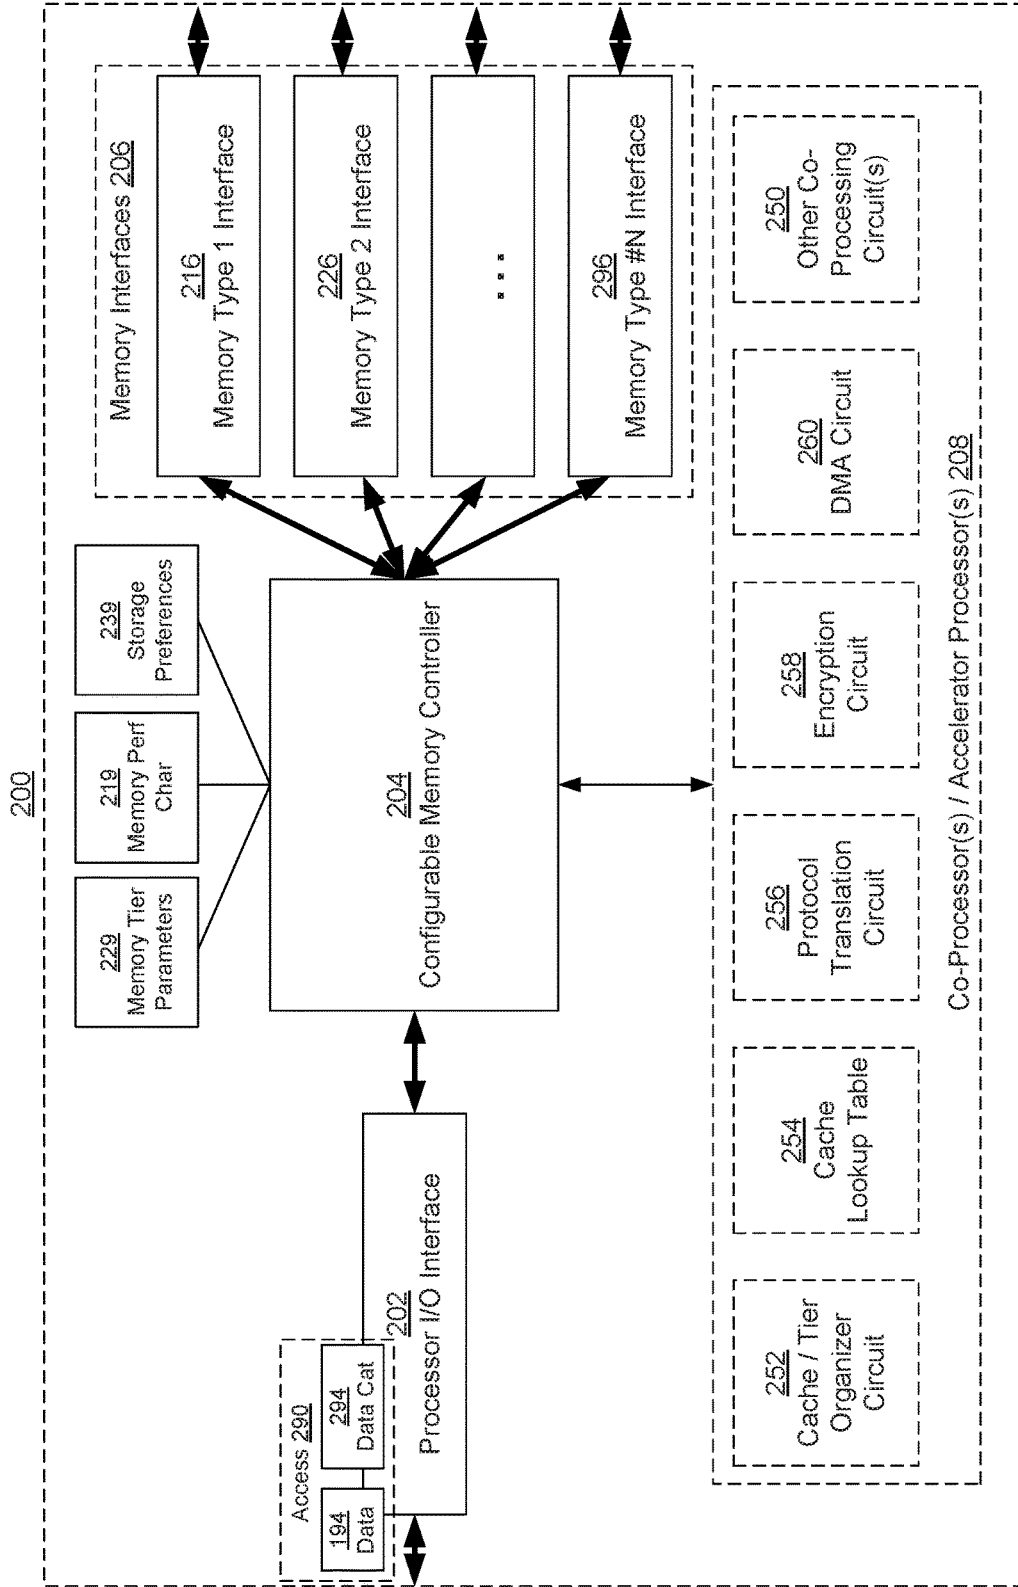 200
229
Memory Tier
Parameters
219
Memory Perf
Char
239
Storage
Preferences
Memory Interfaces 206
216
Memory Type 1 Interface
226
Memory Type 2 Interface
...
296
Memory Type #N Interface
Access 290
194
Data
294
Data Cat
202
Processor I/O Interface
204
Configurable Memory Controller
252
Cache / Tier
Organizer
Circuit
254
Cache
Lookup Table
256
Protocol
Translation
Circuit
258
Encryption
Circuit
260
DMA Circuit
250
Other Co-
Processing
Circuit(s)
Co-Processor(s) / Accelerator Processor(s) 208